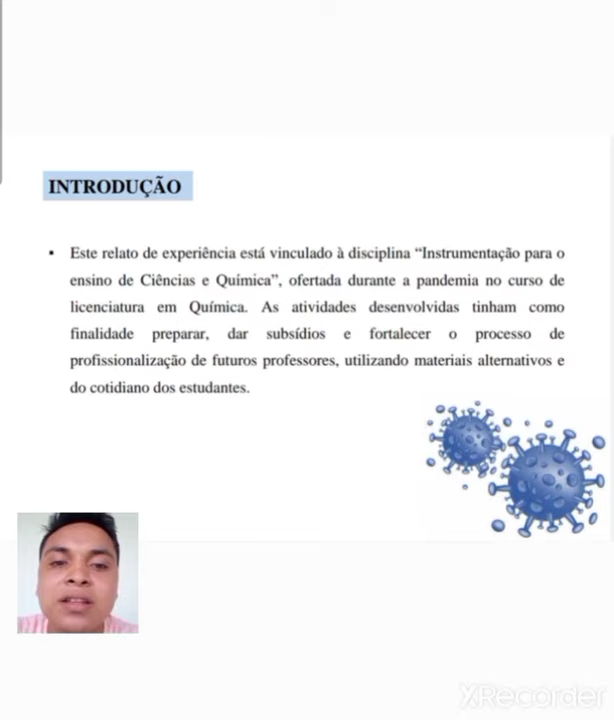 INTRODUÇÃO
• Este relato de experiência está vinculado à disciplina “Instrumentação para o
ensino de Ciências e Química”, ofertada durante a pandemia no curso de
licenciatura em Química. As atividades desenvolvidas tinham como
finalidade preparar, dar subsídios e fortalecer o processo de
profissionalização de futuros professores, utilizando materiais alternativos e
do cotidiano dos estudantes.
XRecorder